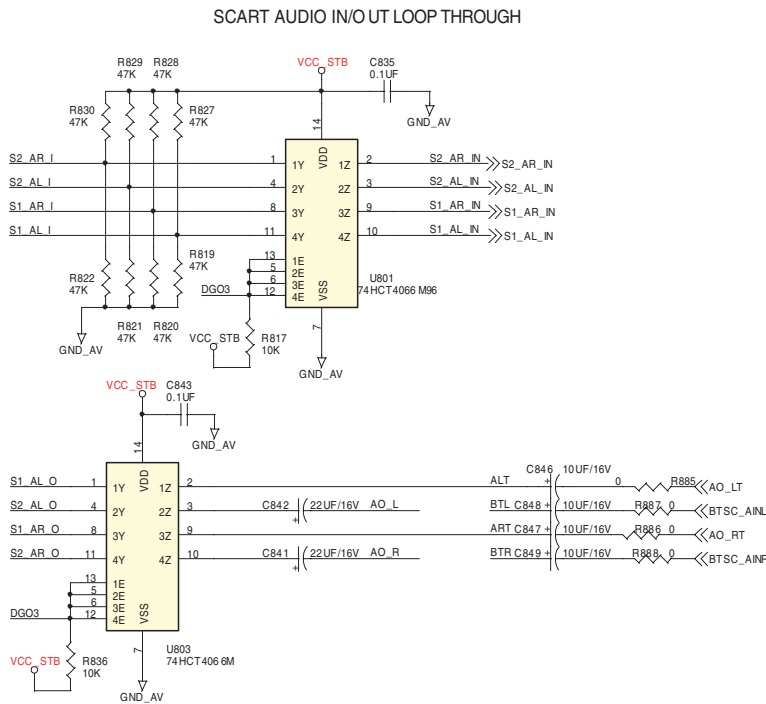 SCART AUDIO IN/OUT LOOP THROUGH
R829 R828
47K 47K
VCC_STB
C835
0.1UF
R830
47K
R827
47K
GND_AV
14
VDD
S2_AR_I 1 1Y 1Z 2 S2_AR_IN S2_AR_IN
S2_AL_I 4 2Y 2Z 3 S2_AL_IN S2_AL_IN
S1_AR_I 8 3Y 3Z 9 S1_AR_IN S1_AR_IN
S1_AL_I 11 4Y 4Z 10 S1_AL_IN S1_AL_IN
R819
47K
R822
47K
13 1E
5 2E
6 3E
DGO3 12 4E
VSS
U801
74HCT4066M96
7
R821 R820
47K 47K
GND_AV
VCC_STB
R817
10K
GND_AV
VCC_STB
C843
0.1UF
GND_AV
14
VDD
S1_AL_O 1 1Y 1Z 2 ALT C846 + 10UF/16V 0 R885 AO_LT
S2_AL_O 4 2Y 2Z 3 C842 + 22UF/16V AO_L BTL C848 + 10UF/16V R887 0 BTSC_AINL
S1_AR_O 8 3Y 3Z 9 ART C847 + 10UF/16V R886 0 AO_RT
S2_AR_O 11 4Y 4Z 10 C841 + 22UF/16V AO_R BTR C849 + 10UF/16V R888 0 BTSC_AINR
13 1E
5 2E
6 3E
DGO3 12 4E
VSS
7
U803
74HCT4066M
VCC_STB
R836
10K
GND_AV